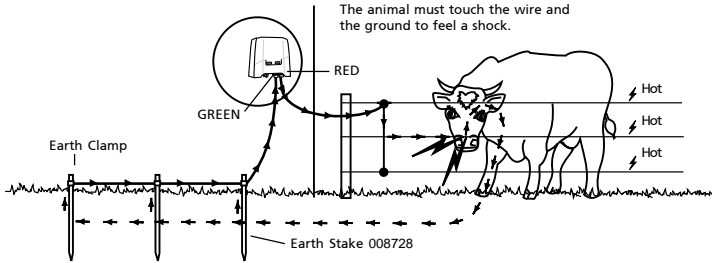 The animal must touch the wire and
the ground to feel a shock.
RED
GREEN
Hot
Hot
Hot
Earth Clamp
Earth Stake 008728